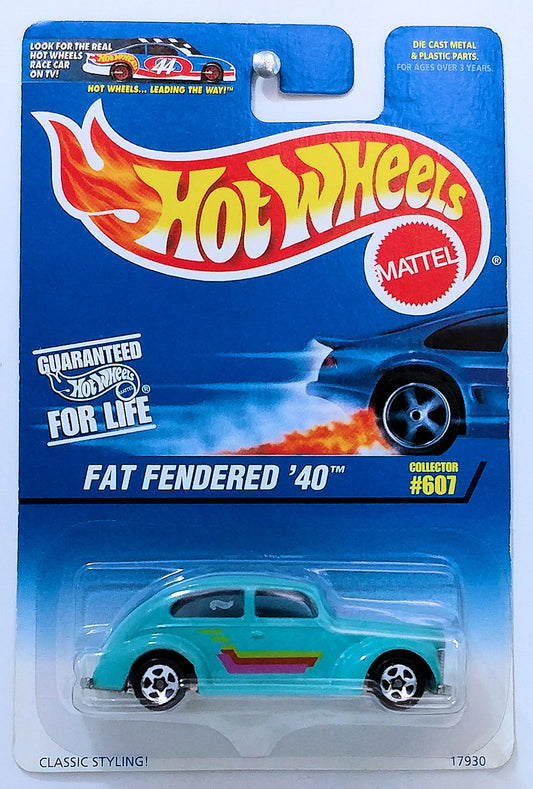 LOOK FOR THE REAL
HOT WHEELS
RACE CAR
ON TV!
44
HOT WHEELS... LEADING THE WAY!™
DIE CAST METAL
& PLASTIC PARTS.
FOR AGES OVER 3 YEARS.
HOT WHEELS
MATTEL
®
GUARANTEED
Hot Wheels ®
MATTEL
FOR LIFE
FAT FENDERED '40™
COLLECTOR
#607
CLASSIC STYLING!
17930